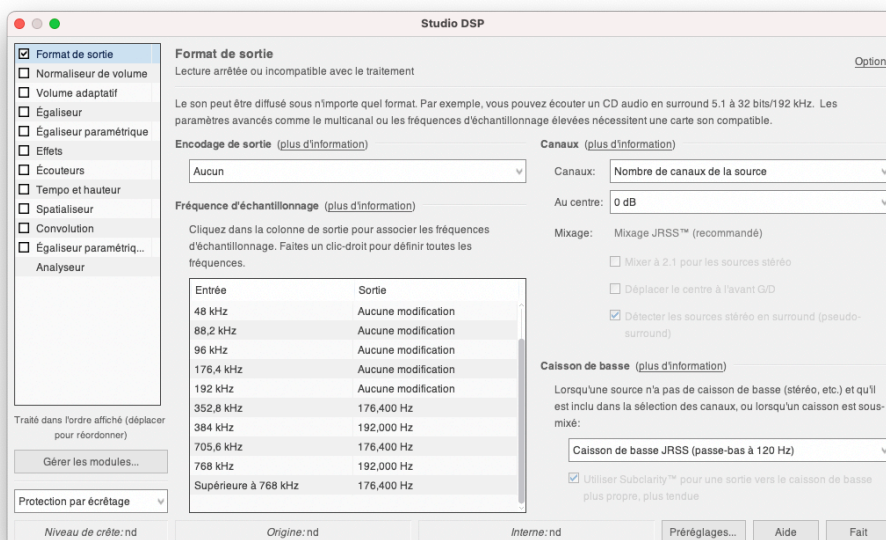 Studio DSP
Format de sortie
Normaliseur de volume
Volume adaptatif
Égaliseur
Égaliseur paramétrique
Effets
Écouteurs
Tempo et hauteur
Spatialiseur
Convolution
Égaliseur paramétriq...
Analyseur
Traité dans l'ordre affiché (déplacer
pour réordonner)
Gérer les modules...
Protection par écrêtage
Format de sortie
Lecture arrêtée ou incompatible avec le traitement
Option
Le son peut être diffusé sous n'importe quel format. Par exemple, vous pouvez écouter un CD audio en surround 5.1 à 32 bits/192 kHz. Les
paramètres avancés comme le multicanal ou les fréquences d'échantillonnage élevées nécessitent une carte son compatible.
Encodage de sortie (plus d'information)
Aucun
Fréquence d'échantillonnage (plus d'information)
Cliquez dans la colonne de sortie pour associer les fréquences
d'échantillonnage. Faites un clic-droit pour définir toutes les
fréquences.
Entrée Sortie
48 kHz Aucune modification
88,2 kHz Aucune modification
96 kHz Aucune modification
176,4 kHz Aucune modification
192 kHz Aucune modification
352,8 kHz 176,400 Hz
384 kHz 192,000 Hz
705,6 kHz 176,400 Hz
768 kHz 192,000 Hz
Supérieure à 768 kHz 176,400 Hz
Canaux (plus d'information)
Canaux: Nombre de canaux de la source
Au centre: 0 dB
Mixage: Mixage JRSS™ (recommandé)
Mixer à 2.1 pour les sources stéréo
Déplacer le centre à l'avant G/D
Détecter les sources stéréo en surround (pseudo-
surround)
Caisson de basse (plus d'information)
Lorsqu'une source n'a pas de caisson de basse (stéréo, etc.) et qu'il
est inclu dans la sélection des canaux, ou lorsqu'un caisson est sous-
mixé:
Caisson de basse JRSS (passe-bas à 120 Hz)
Utiliser Subclarity™ pour une sortie vers le caisson de basse
plus propre, plus tendue
Niveau de crête: nd Origine: nd Interne: nd Préréglages... Aide Fait